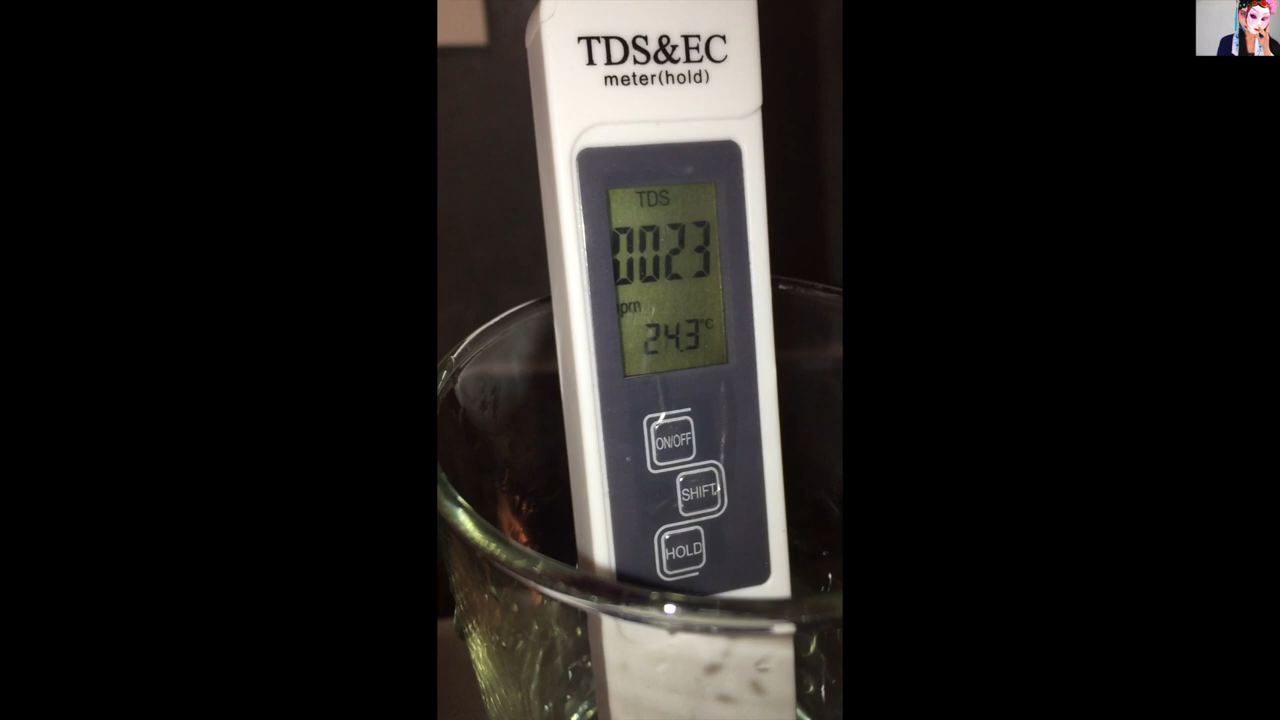 TDS&EC
meter(hold)
TDS
0023
ppm
24.3°C
ON/OFF
SHIFT
HOLD